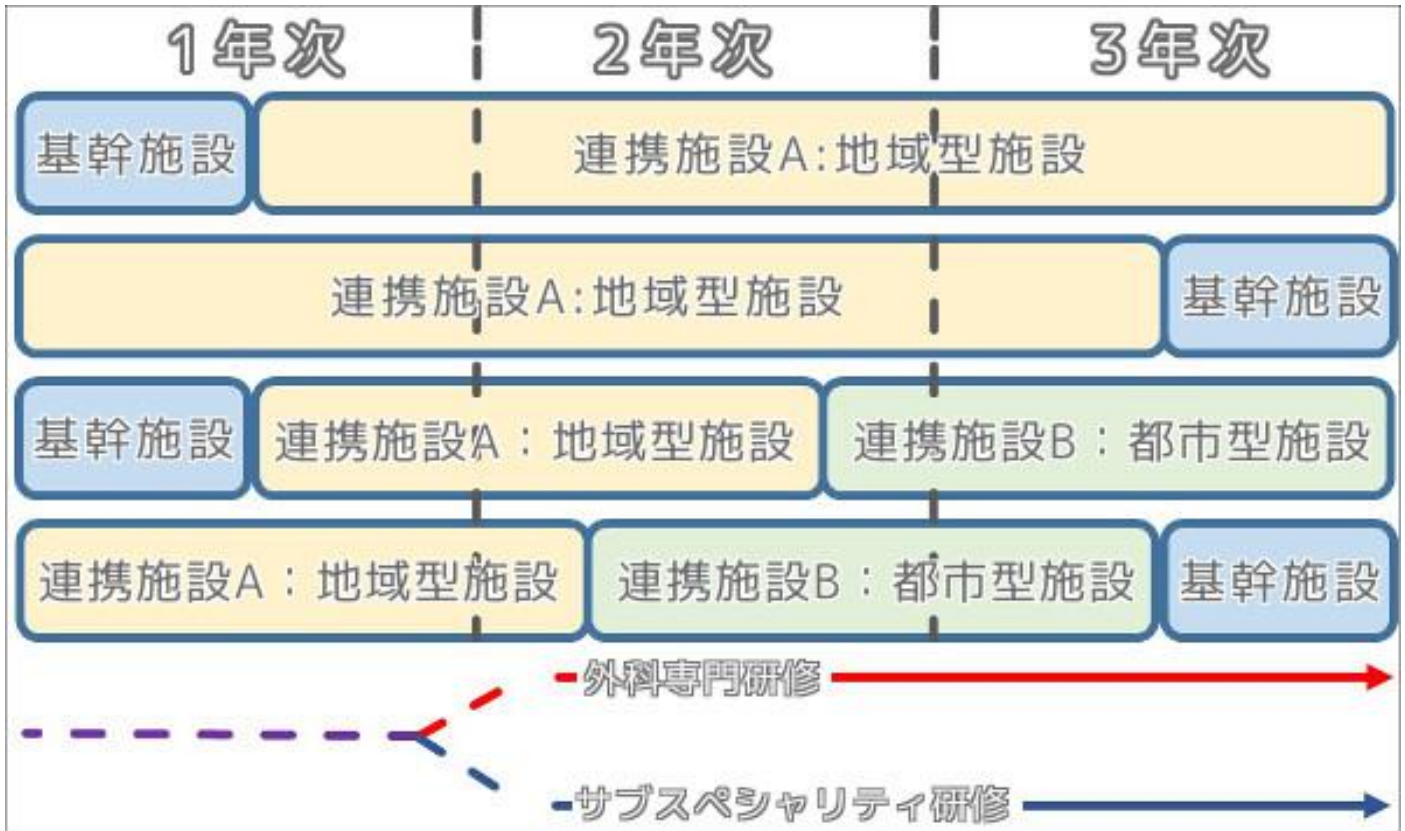 1年次 2年次 3年次
基幹施設 連携施設A:地域型施設
連携施設A:地域型施設 基幹施設
基幹施設 連携施設A：地域型施設 連携施設B：都市型施設
連携施設A：地域型施設 連携施設B：都市型施設 基幹施設
外科専門研修
サブスペシャリティ研修